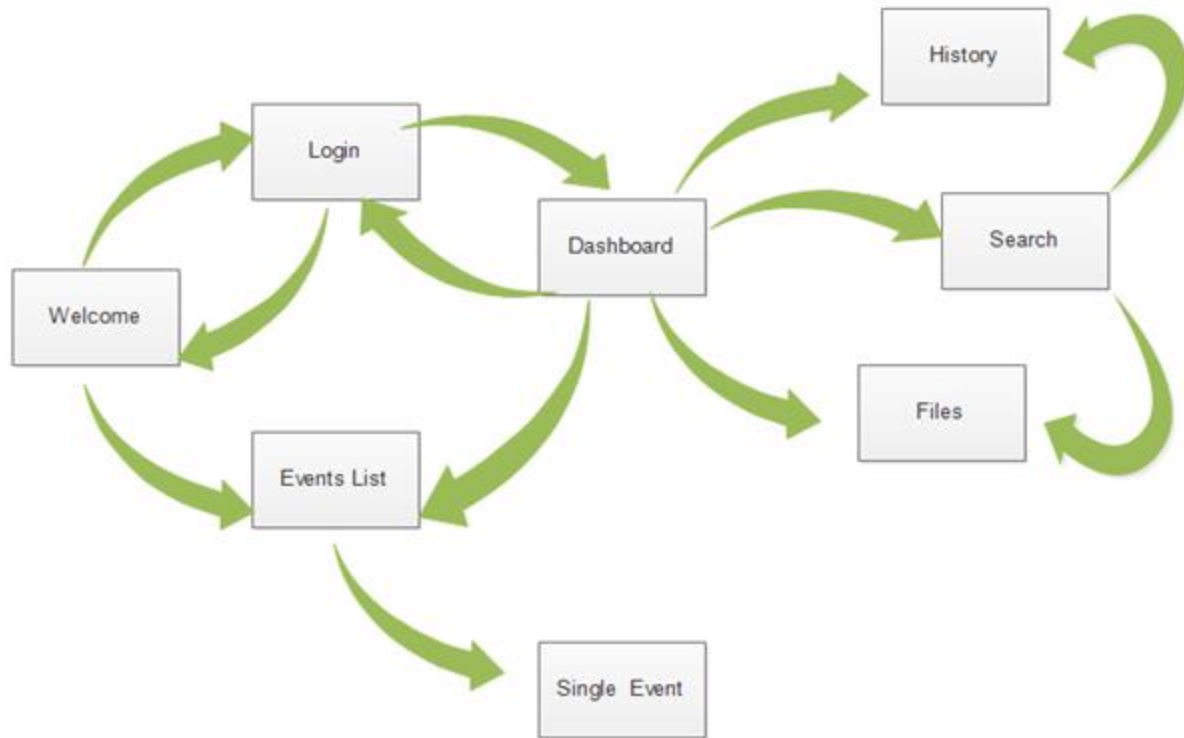 History
Login
Search
Dashboard
Welcome
Files
Events List
Single Event